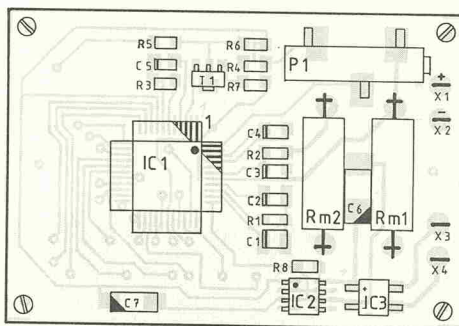 R5
R6
C5
R4
T1
R3
R7
P1
+
X1
−
X2
1
IC1
C4
R2
C3
C2
R1
C1
Rm2
C6
Rm1
X3
X4
R8
C7
IC2
IC3